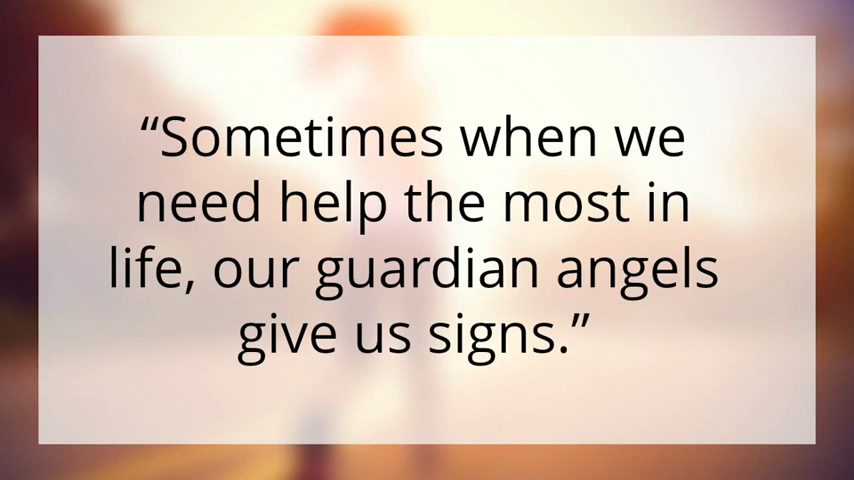 “Sometimes when we
need help the most in
life, our guardian angels
give us signs.”